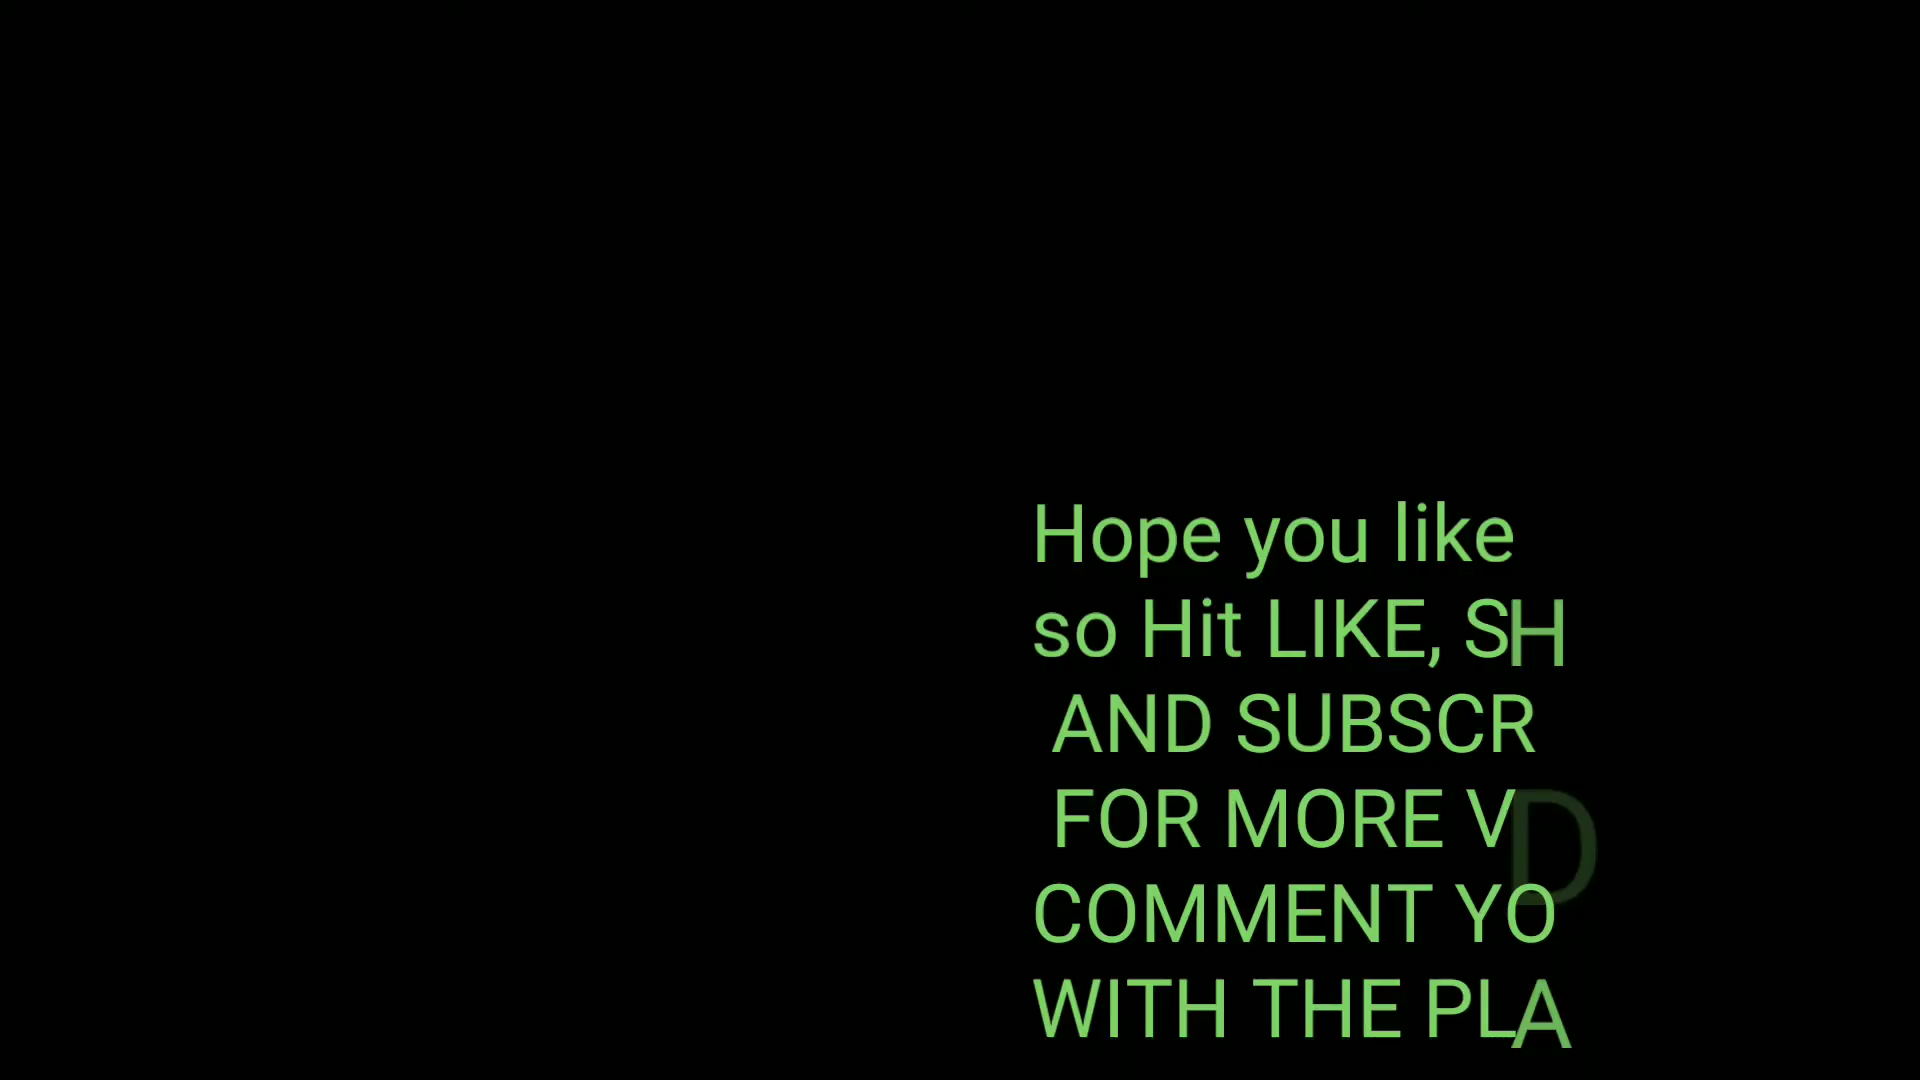 Hope you like
so Hit LIKE, SH
AND SUBSCR
FOR MORE V D
COMMENT YO
WITH THE PLA